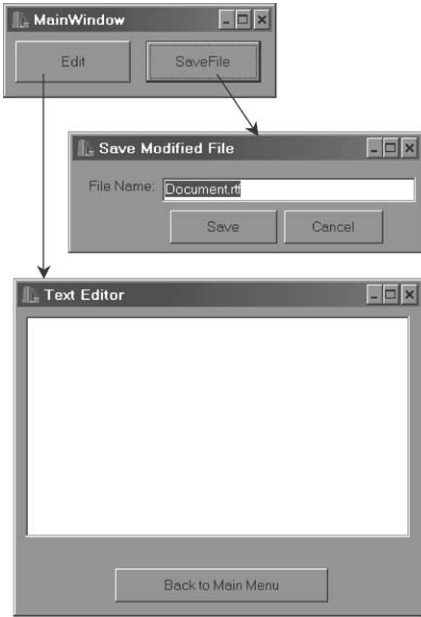 MainWindow
Edit SaveFile
Save Modified File
File Name: Document.rtf
Save Cancel
Text Editor
Back to Main Menu